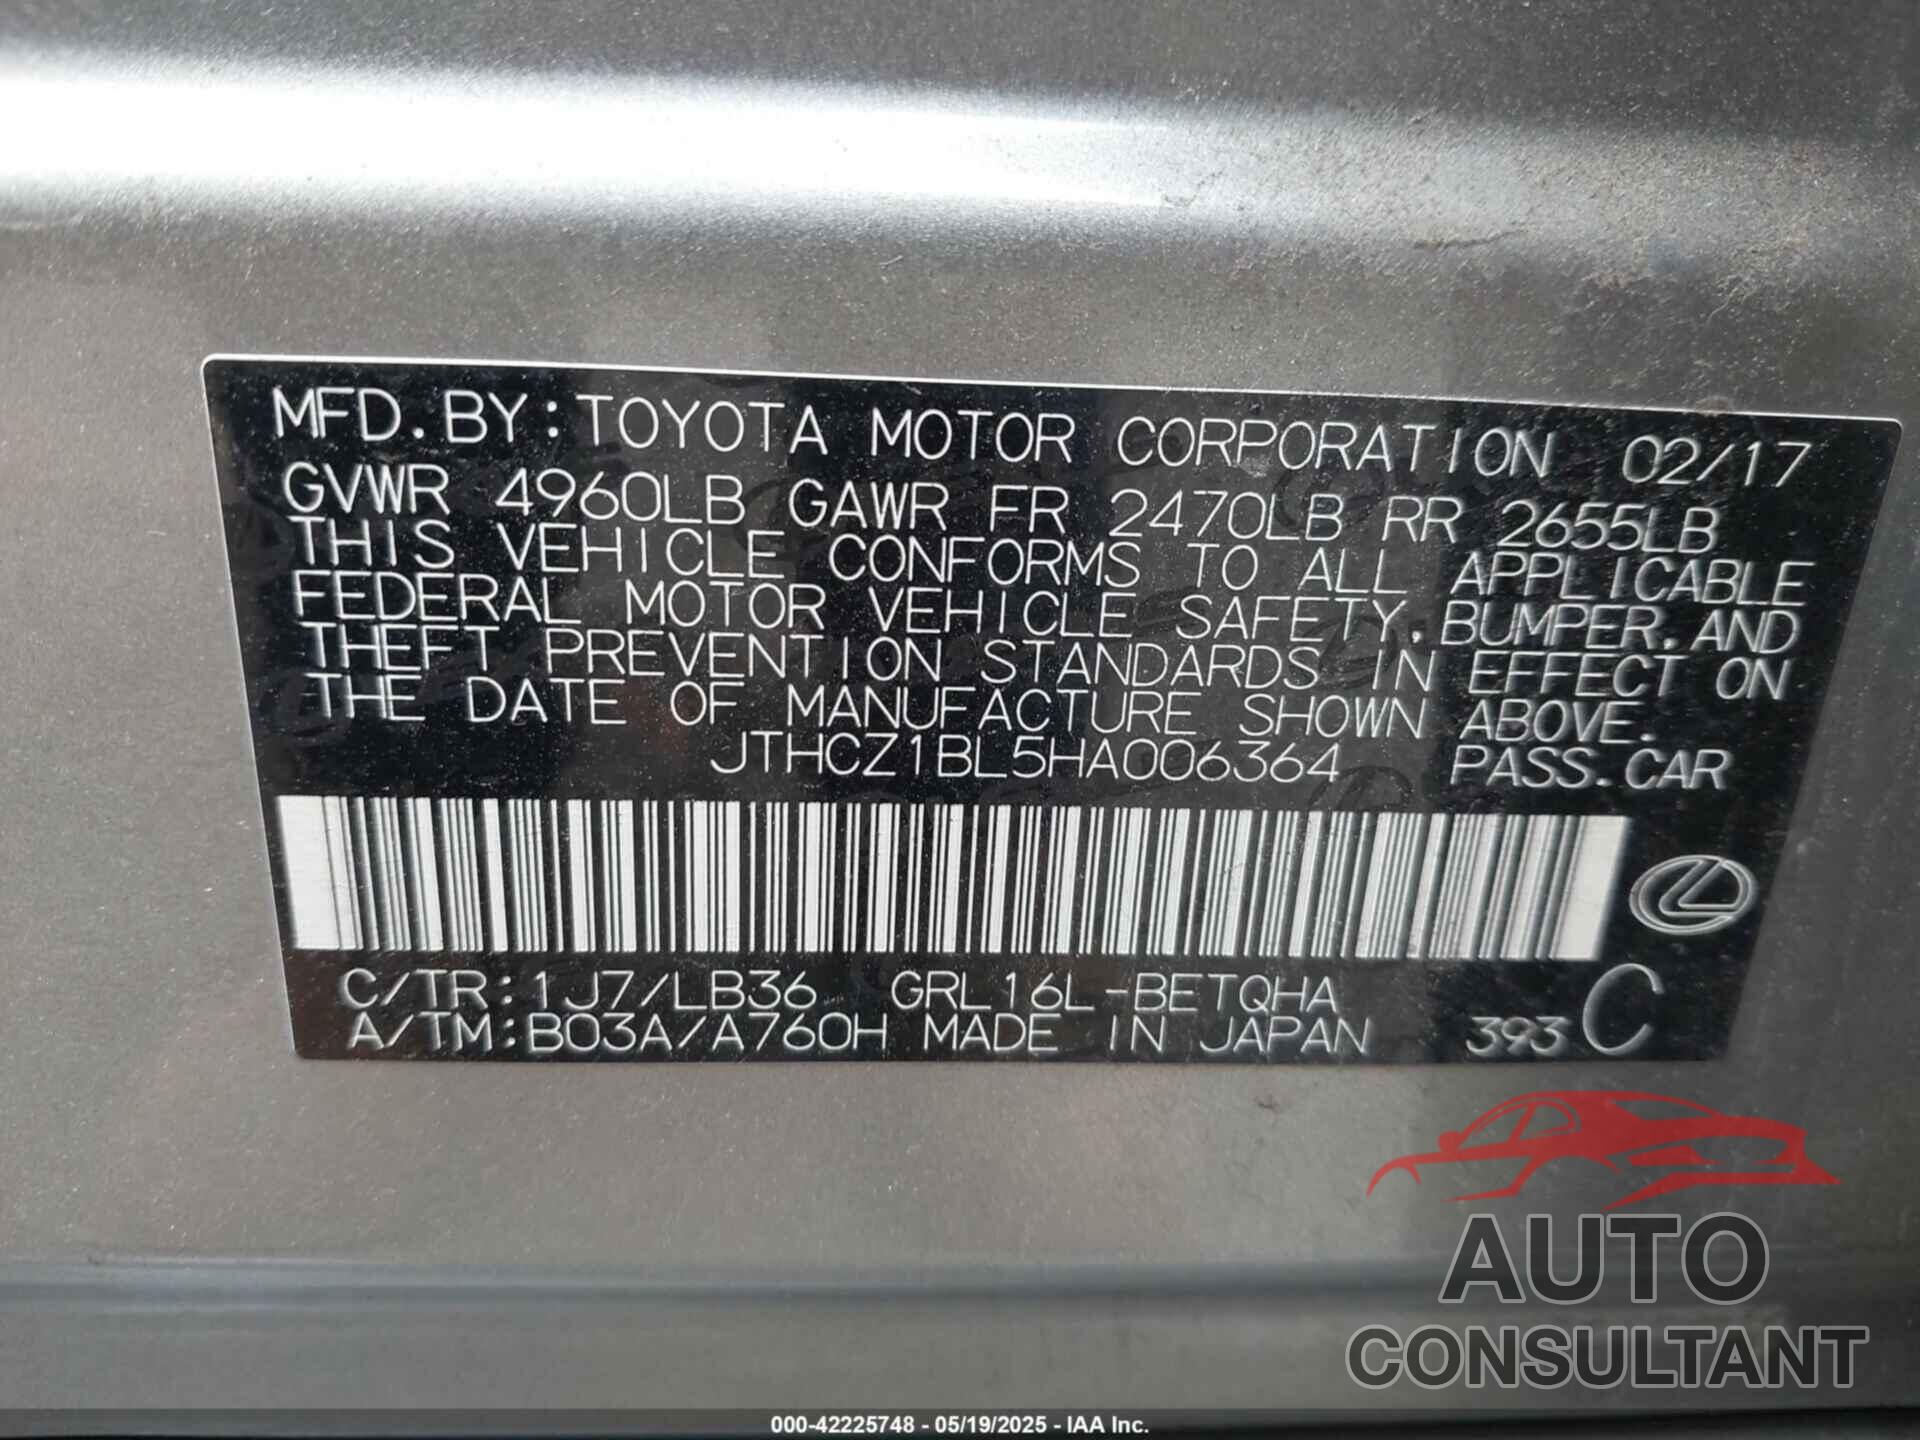 MFD.BY:TOYOTA MOTOR CORPORATION 02/17
GVWR 4960LB GAWR FR 2470LB RR 2655LB
THIS VEHICLE CONFORMS TO ALL APPLICABLE
FEDERAL MOTOR VEHICLE SAFETY,BUMPER,AND
THEFT PREVENTION STANDARDS IN EFFECT ON
THE DATE OF MANUFACTURE SHOWN ABOVE.
JTHCZ1BL5HA006364 PASS.CAR
C/TR:1J7/LB36 GRL16L-BETQHA
A/TM:B03A/A760H MADE IN JAPAN 393 C
AUTO
CONSULTANT
000-42225748 - 05/19/2025 - IAA Inc.